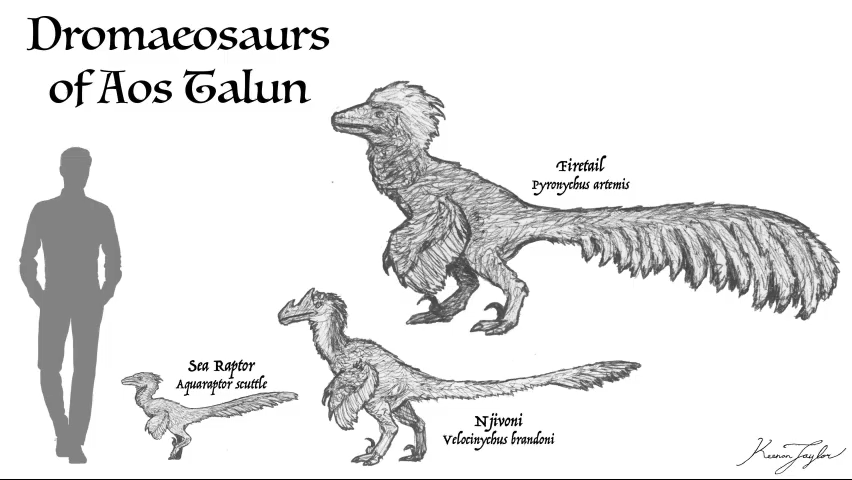 Dromaeosaurs
of Aos Talun
Firetail
Pyronychus artemis
Sea Raptor
Aquaraptor scuttle
Njivoni
Velocinychus brandoni
Keenan Taylor